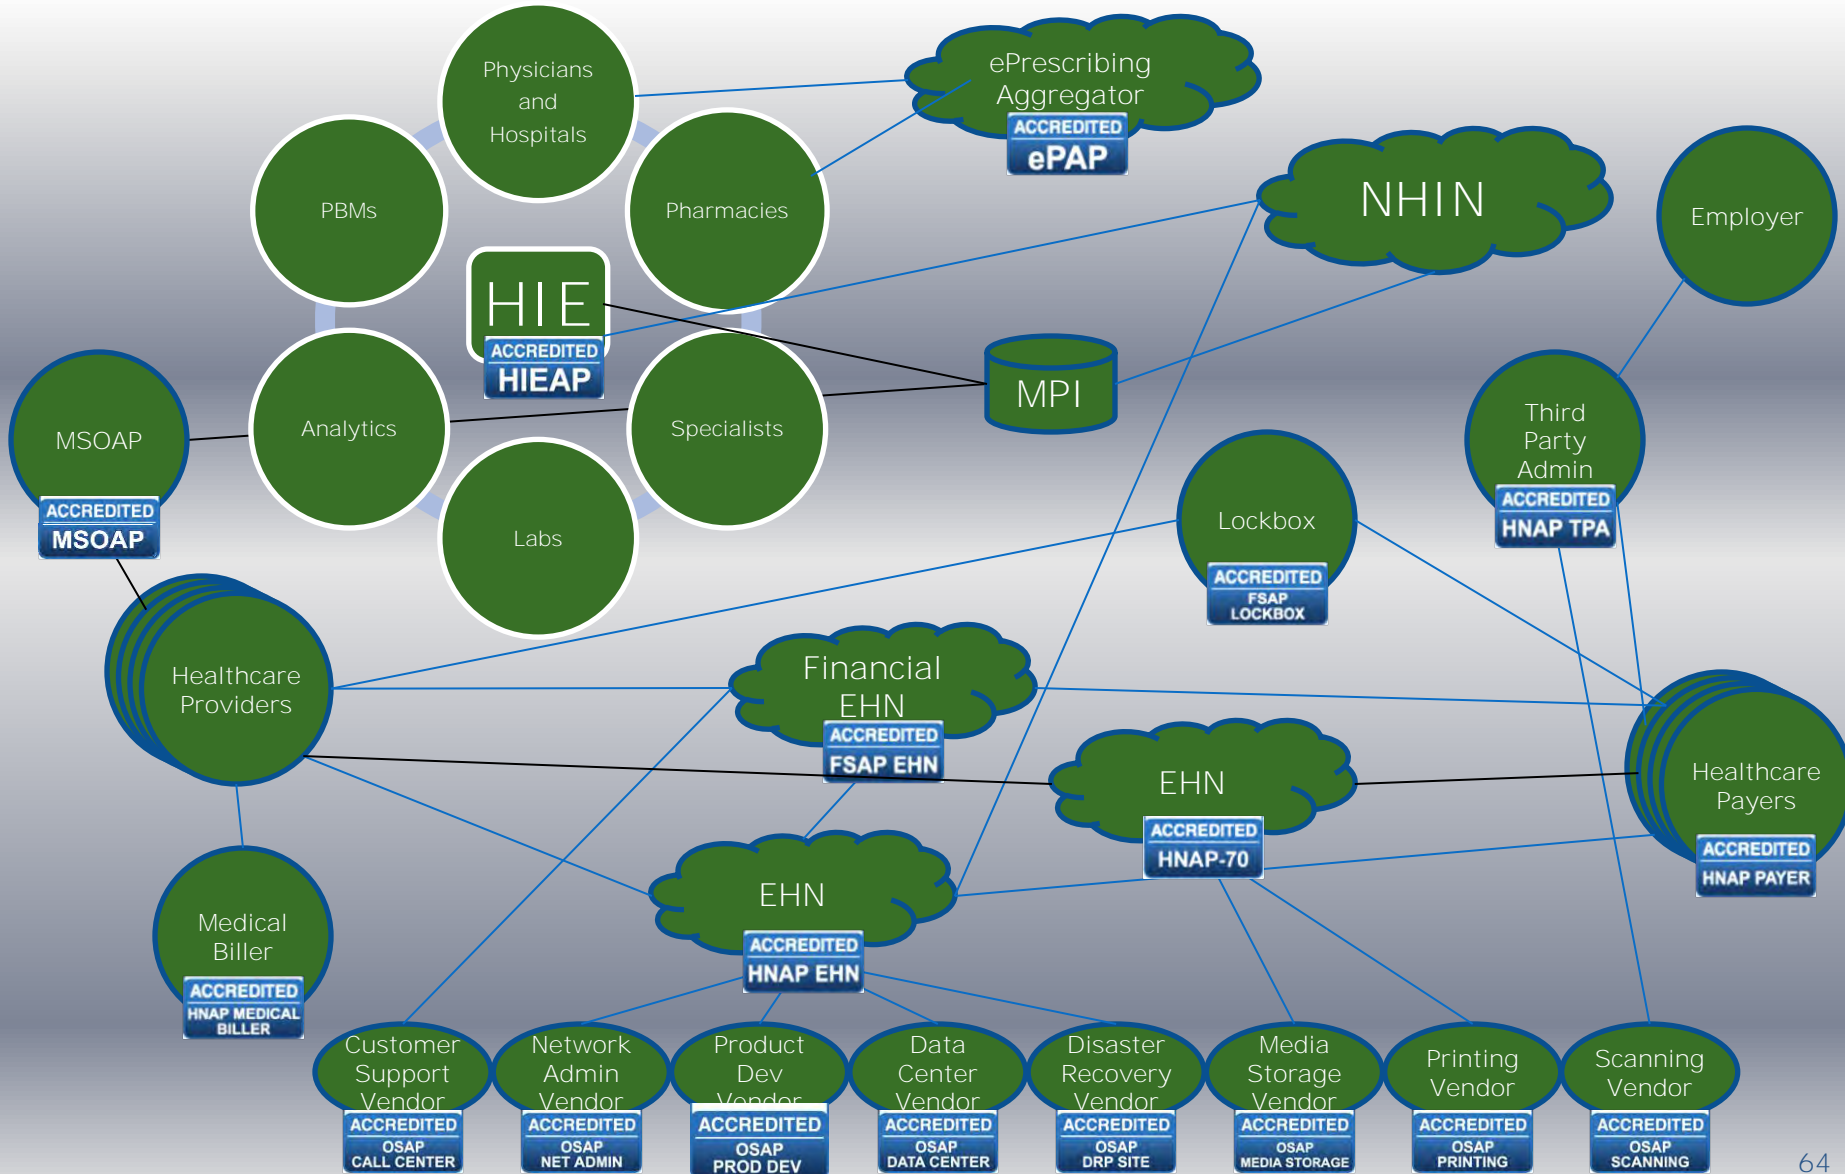 Physicians
and
Hospitals
ePrescribing
Aggregator
ACCREDITED
ePAP
NHIN
Employer
PBMs
Pharmacies
HIE
ACCREDITED
HIEAP
MPI
MSOAP
ACCREDITED
MSOAP
Analytics
Specialists
Labs
Third
Party
Admin
ACCREDITED
HNAP TPA
Lockbox
ACCREDITED
FSAP
LOCKBOX
Healthcare
Providers
Financial
EHN
ACCREDITED
FSAP EHN
EHN
ACCREDITED
HNAP-70
Healthcare
Payers
ACCREDITED
HNAP PAYER
EHN
ACCREDITED
HNAP EHN
Medical
Biller
ACCREDITED
HNAP MEDICAL
BILLER
Customer
Support
Vendor
ACCREDITED
OSAP
CALL CENTER
Network
Admin
Vendor
ACCREDITED
OSAP
NET ADMIN
Product
Dev
Vendor
ACCREDITED
OSAP
PROD DEV
Data
Center
Vendor
ACCREDITED
OSAP
DATA CENTER
Disaster
Recovery
Vendor
ACCREDITED
OSAP
DRP SITE
Media
Storage
Vendor
ACCREDITED
OSAP
MEDIA STORAGE
Printing
Vendor
ACCREDITED
OSAP
PRINTING
Scanning
Vendor
ACCREDITED
OSAP
SCANNING
64